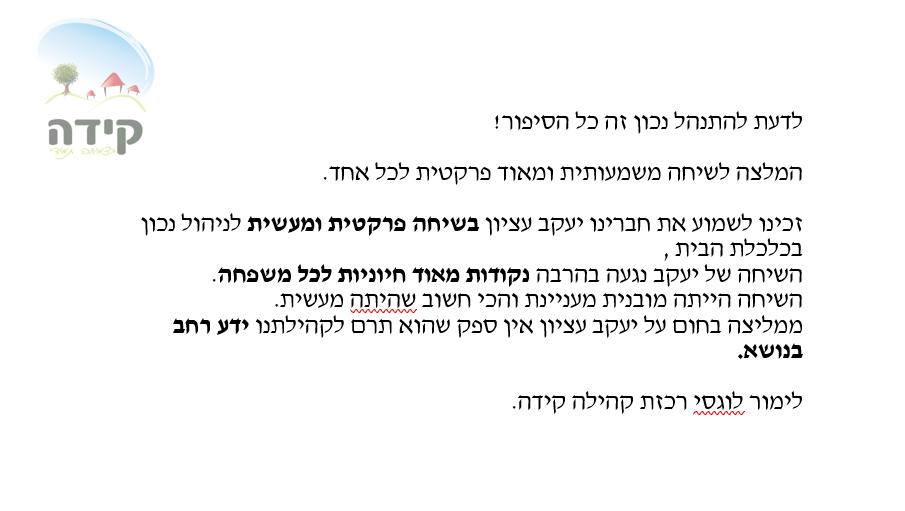 קידה
לדעת להתנהל נכון זה כל הסיפור!
המלצה לשיחה משמעותית ומאוד פרקטית לכל אחד.
זכינו לשמוע את חברינו יעקב עציון בשיחה פרקטית ומעשית לניהול נכון
בכלכלת הבית ,
השיחה של יעקב נגעה בהרבה נקודות מאוד חיוניות לכל משפחה.
השיחה הייתה מובנית מעניינת והכי חשוב שהיתה מעשית.
ממליצה בחום על יעקב עציון אין ספק שהוא תרם לקהילתנו ידע רחב
בנושא.
לימור לוגסי רכזת קהילה קידה.